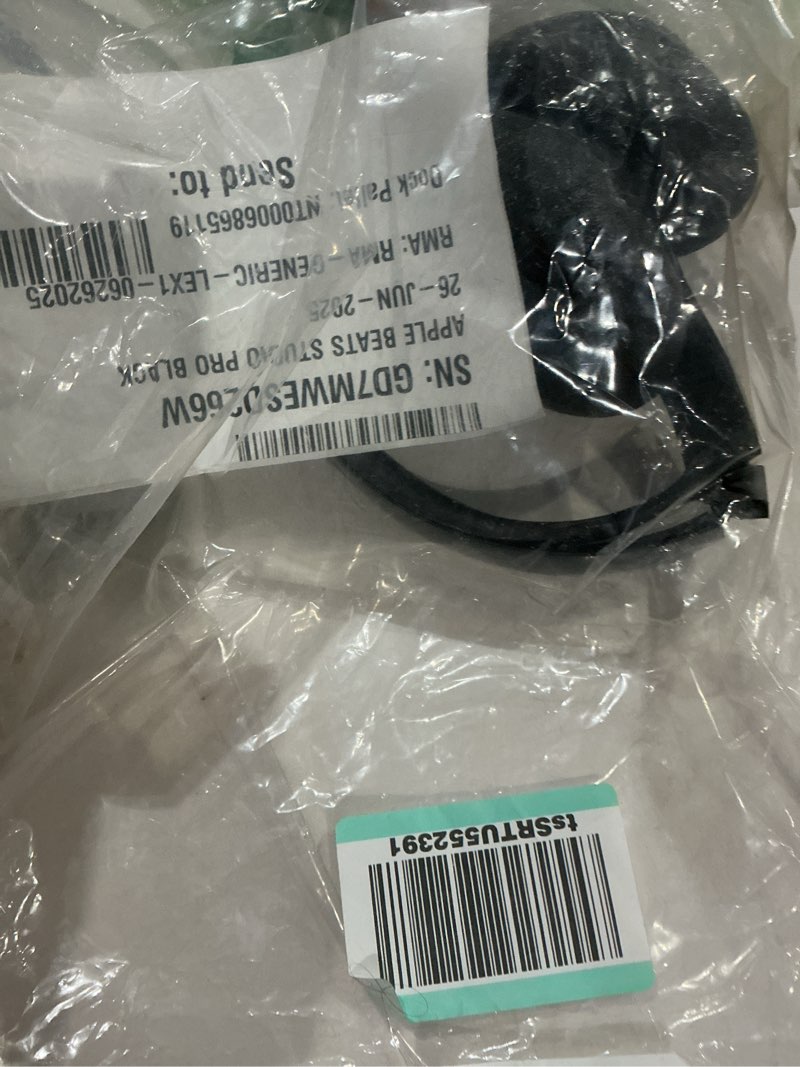 tsSRTU552391
SN: GD7MWESD266W
APPLE BEATS STUDIO PRO BLACK
26-JUN-2025
RMA: RMA-GENERIC-LEX1-06262025
Dock Pallet NT0006865119
Send to: